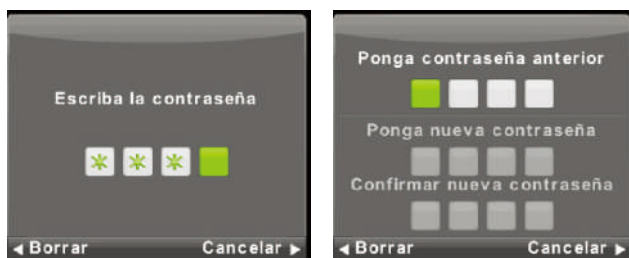 Escriba la contraseña
◀ Borrar Cancelar ▶
Ponga contraseña anterior
Ponga nueva contraseña
Confirmar nueva contraseña
◀ Borrar Cancelar ▶